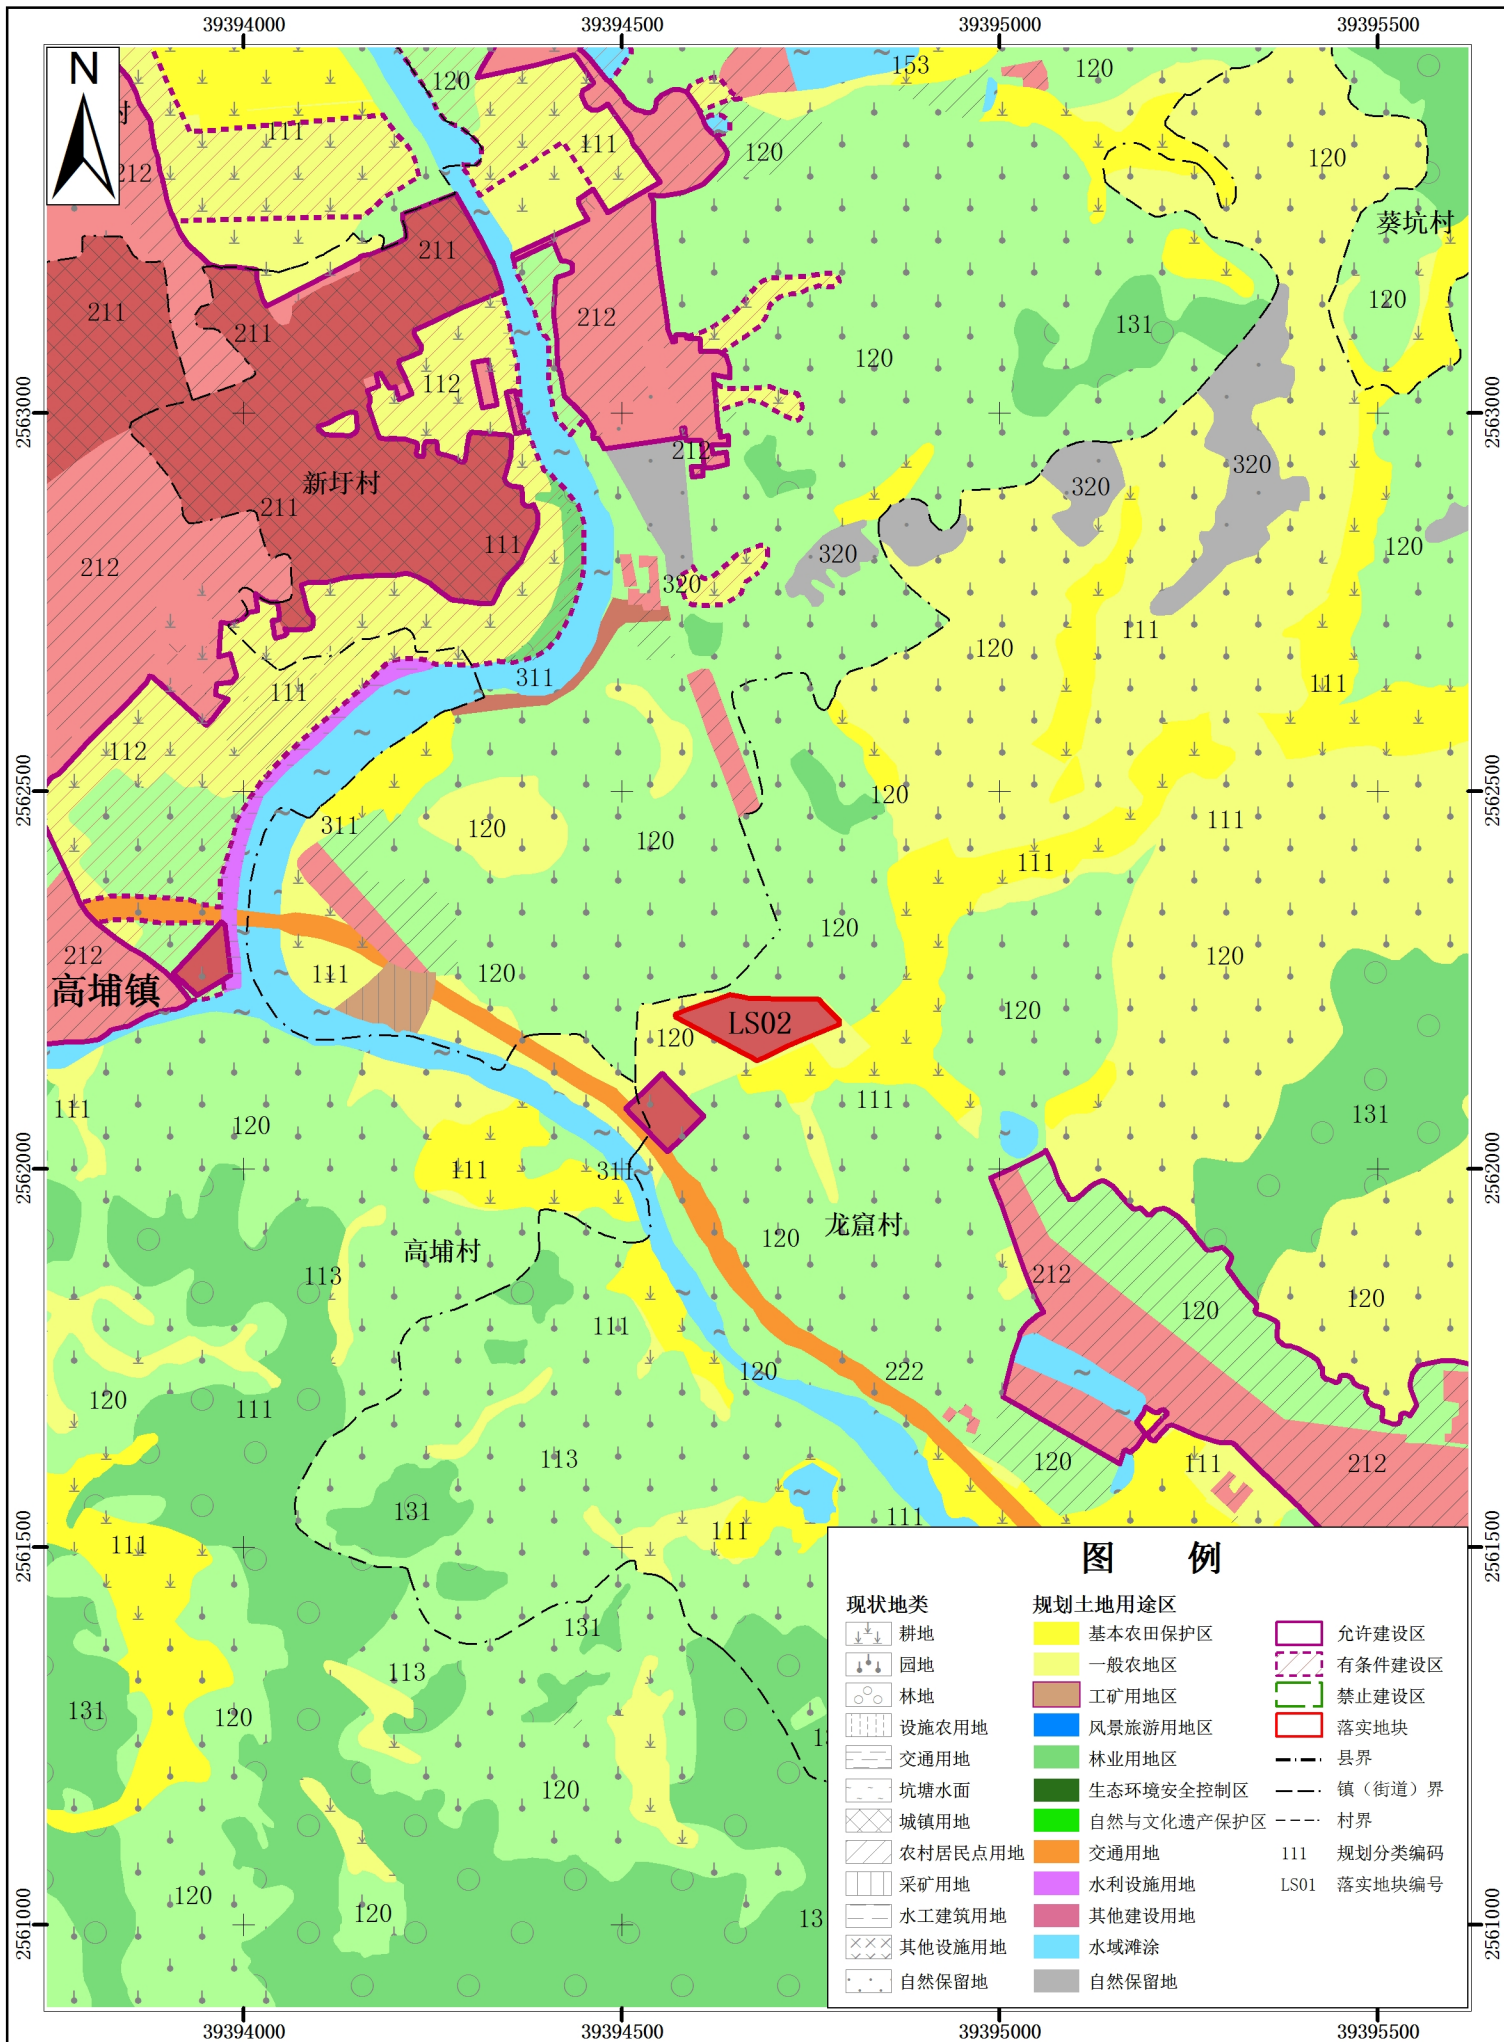 39394000 39394500 39395000 39395500
N
120
153
120
111
111
村
212
120
120
葵坑村
211
211
211
212
120
131
120
112
120
212
320
320
新圩村
211
111
320
120
212
320
111
120
311
111
111
112
120
311
120
120
111
111
120
212
高埔镇
111
120
120
120
120
LS02
120
111
111
120
131
111
311
龙窟村
120
高埔村
113
212
120
120
111
120
222
120
111
113
120
111
212
131
111
111
111
131
113
131
120
120
120
120
13
2563000
2562500
2562000
2561500
2561000
2563000
2562500
2562000
2561500
2561000
图 例
现状地类
耕地
园地
林地
设施农用地
交通用地
坑塘水面
城镇用地
农村居民点用地
采矿用地
水工建筑用地
其他设施用地
自然保留地
规划土地用途区
基本农田保护区
一般农地区
工矿用地区
风景旅游用地区
林业用地区
生态环境安全控制区
自然与文化遗产保护区
交通用地
水利设施用地
其他建设用地
水域滩涂
自然保留地
允许建设区
有条件建设区
禁止建设区
落实地块
县界
镇（街道）界
村界
111 规划分类编码
LS01 落实地块编号
39394000 39394500 39395000 39395500